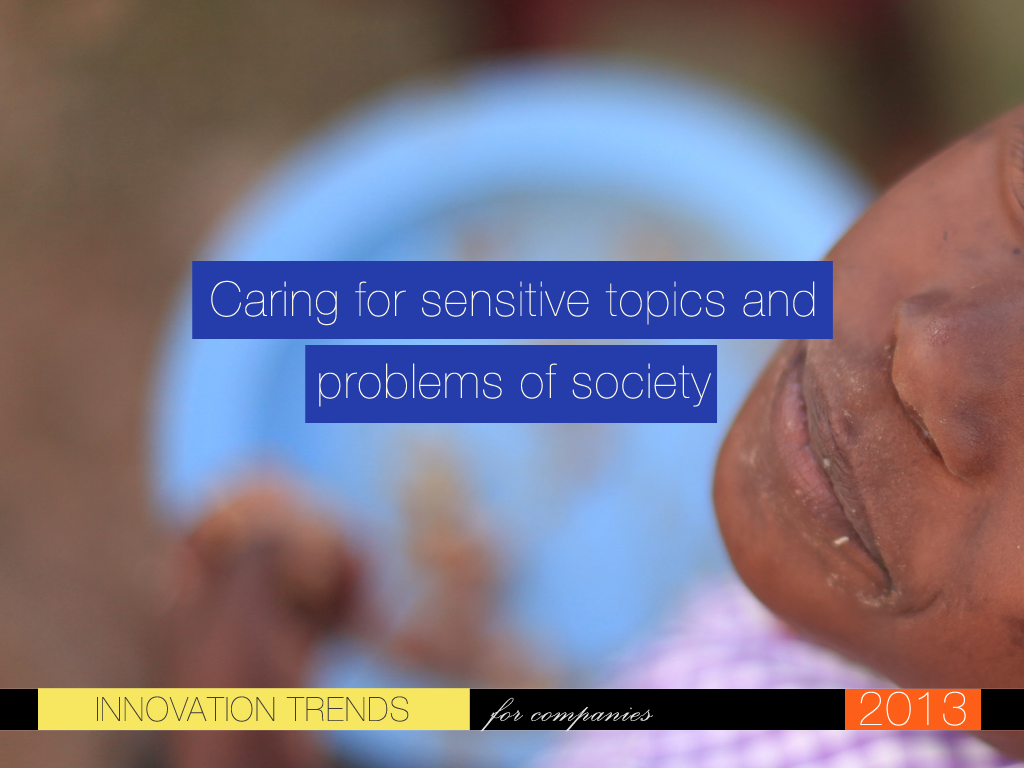 Caring for sensitive topics and
problems of society
INNOVATION TRENDS for companies 2013